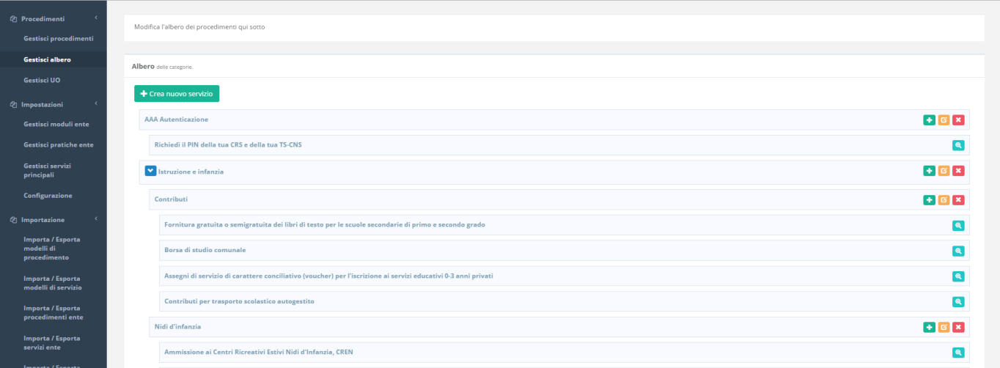 Procedimenti
Gestisci procedimenti
Gestisci albero
Gestisci UO
Impostazioni
Gestisci moduli ente
Gestisci pratiche ente
Gestisci servizi
principali
Configurazione
Importazione
Importa / Esporta
modelli di
procedimento
Importa / Esporta
modelli di servizio
Importa / Esporta
procedimenti ente
Importa / Esporta
servizi ente
Importa / Esporta
Modifica l'albero dei procedimenti qui sotto
Albero delle categorie.
Crea nuovo servizio
AAA Autenticazione
Richiedi il PIN della tua CRS e della tua TS-CNS
Istruzione e infanzia
Contributi
Fornitura gratuita o semigratuita dei libri di testo per le scuole secondarie di primo e secondo grado
Borsa di studio comunale
Assegni di servizio di carattere conciliativo (voucher) per l'iscrizione ai servizi educativi 0-3 anni privati
Contributi per trasporto scolastico autogestito
Nidi d'infanzia
Ammissione ai Centri Ricreativi Estivi Nidi d'Infanzia, CREN